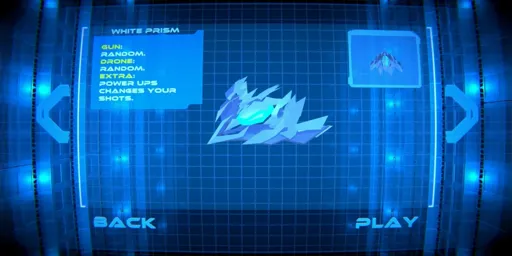 WHITE PRISM
GUN:
RANDOM.
DRONE:
RANDOM.
EXTRA:
POWER UPS
CHANGES YOUR
SHOTS.
BACK
PLAY